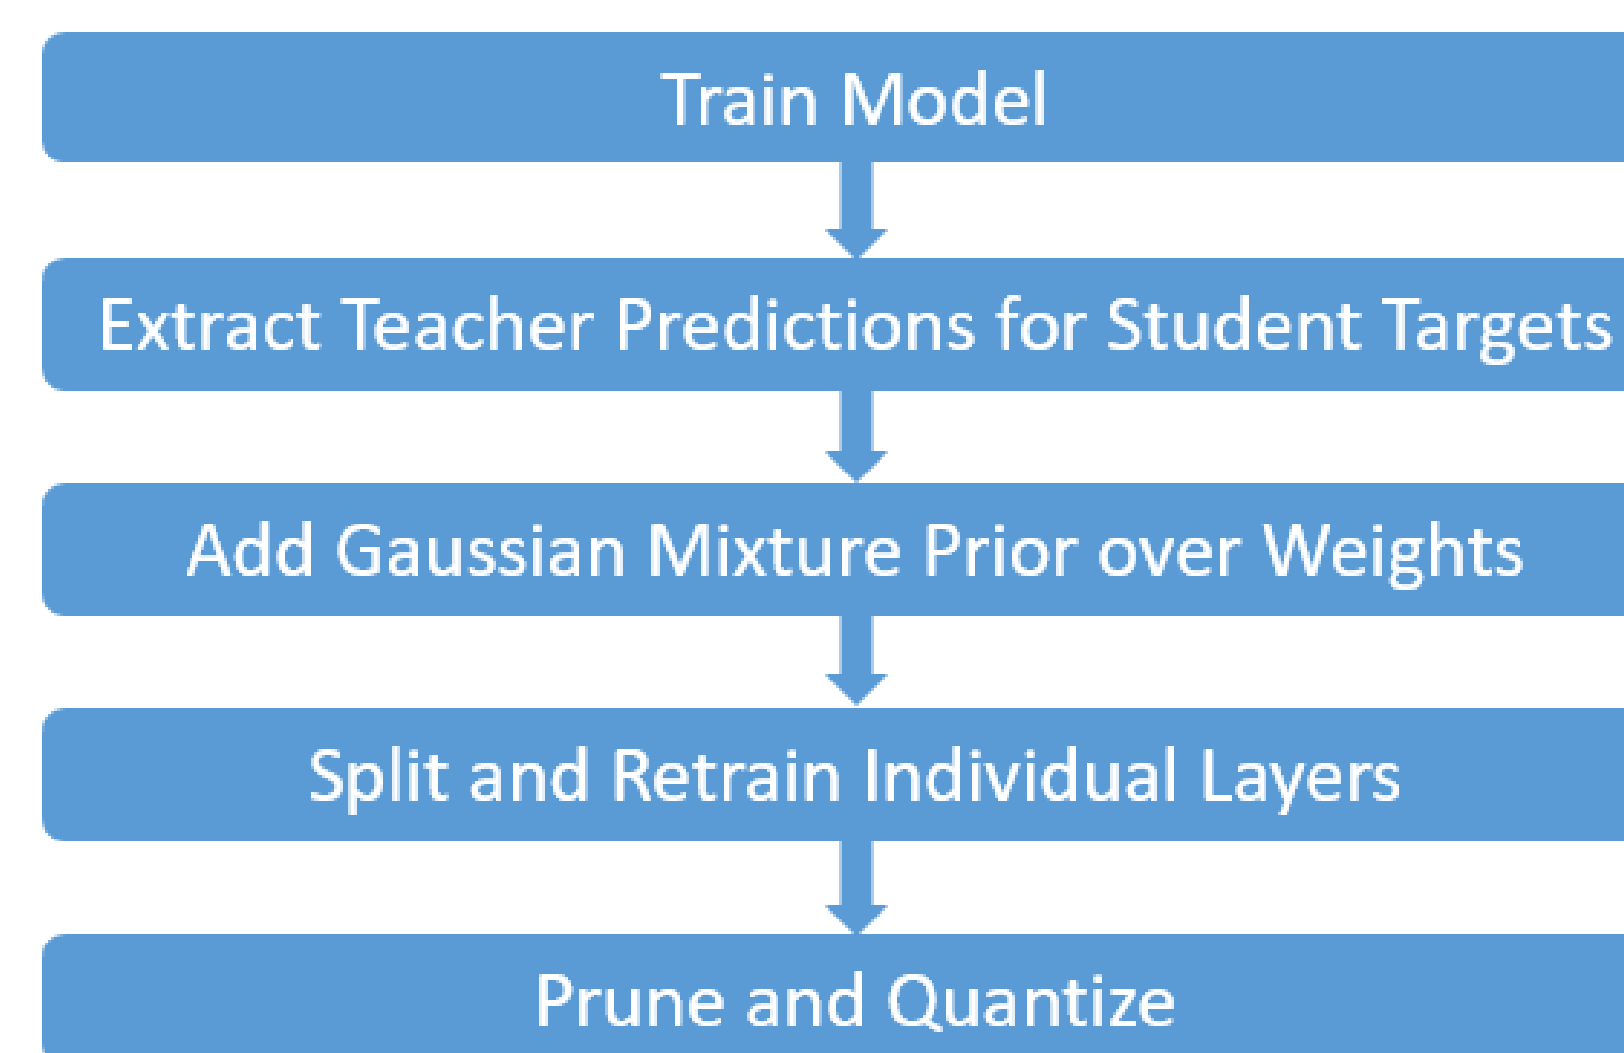 Train Model
Extract Teacher Predictions for Student Targets
Add Gaussian Mixture Prior over Weights
Split and Retrain Individual Layers
Prune and Quantize